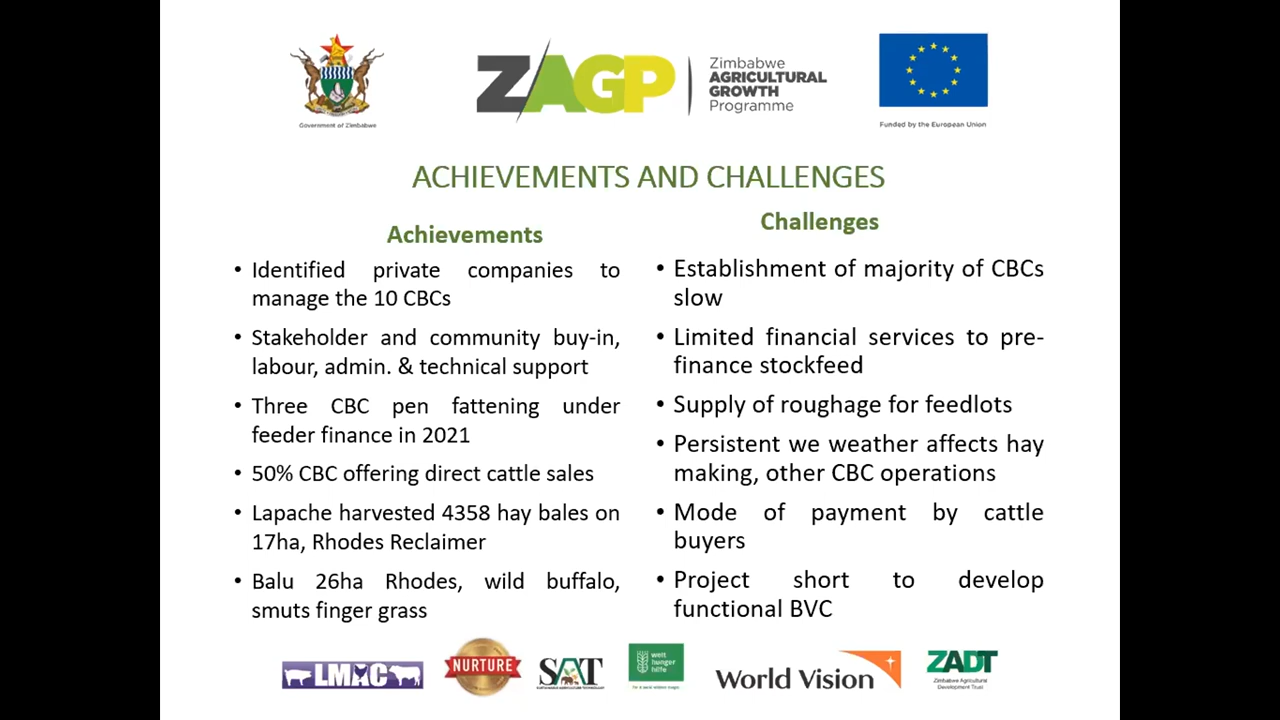 Government of Zimbabwe
ZAGP
Zimbabwe
AGRICULTURAL
GROWTH
Programme
Funded by the European Union
ACHIEVEMENTS AND CHALLENGES
Achievements
• Identified private companies to
manage the 10 CBCs
• Stakeholder and community buy-in,
labour, admin. & technical support
• Three CBC pen fattening under
feeder finance in 2021
• 50% CBC offering direct cattle sales
• Lapache harvested 4358 hay bales on
17ha, Rhodes Reclaimer
• Balu 26ha Rhodes, wild buffalo,
smuts finger grass
Challenges
• Establishment of majority of CBCs
slow
• Limited financial services to pre-
finance stockfeed
• Supply of roughage for feedlots
• Persistent we weather affects hay
making, other CBC operations
• Mode of payment by cattle
buyers
• Project short to develop
functional BVC
LMAC
NURTURE
SAT
welt
hunger
hilfe
World Vision
ZADT
Zimbabwe Agricultural
Development Trust